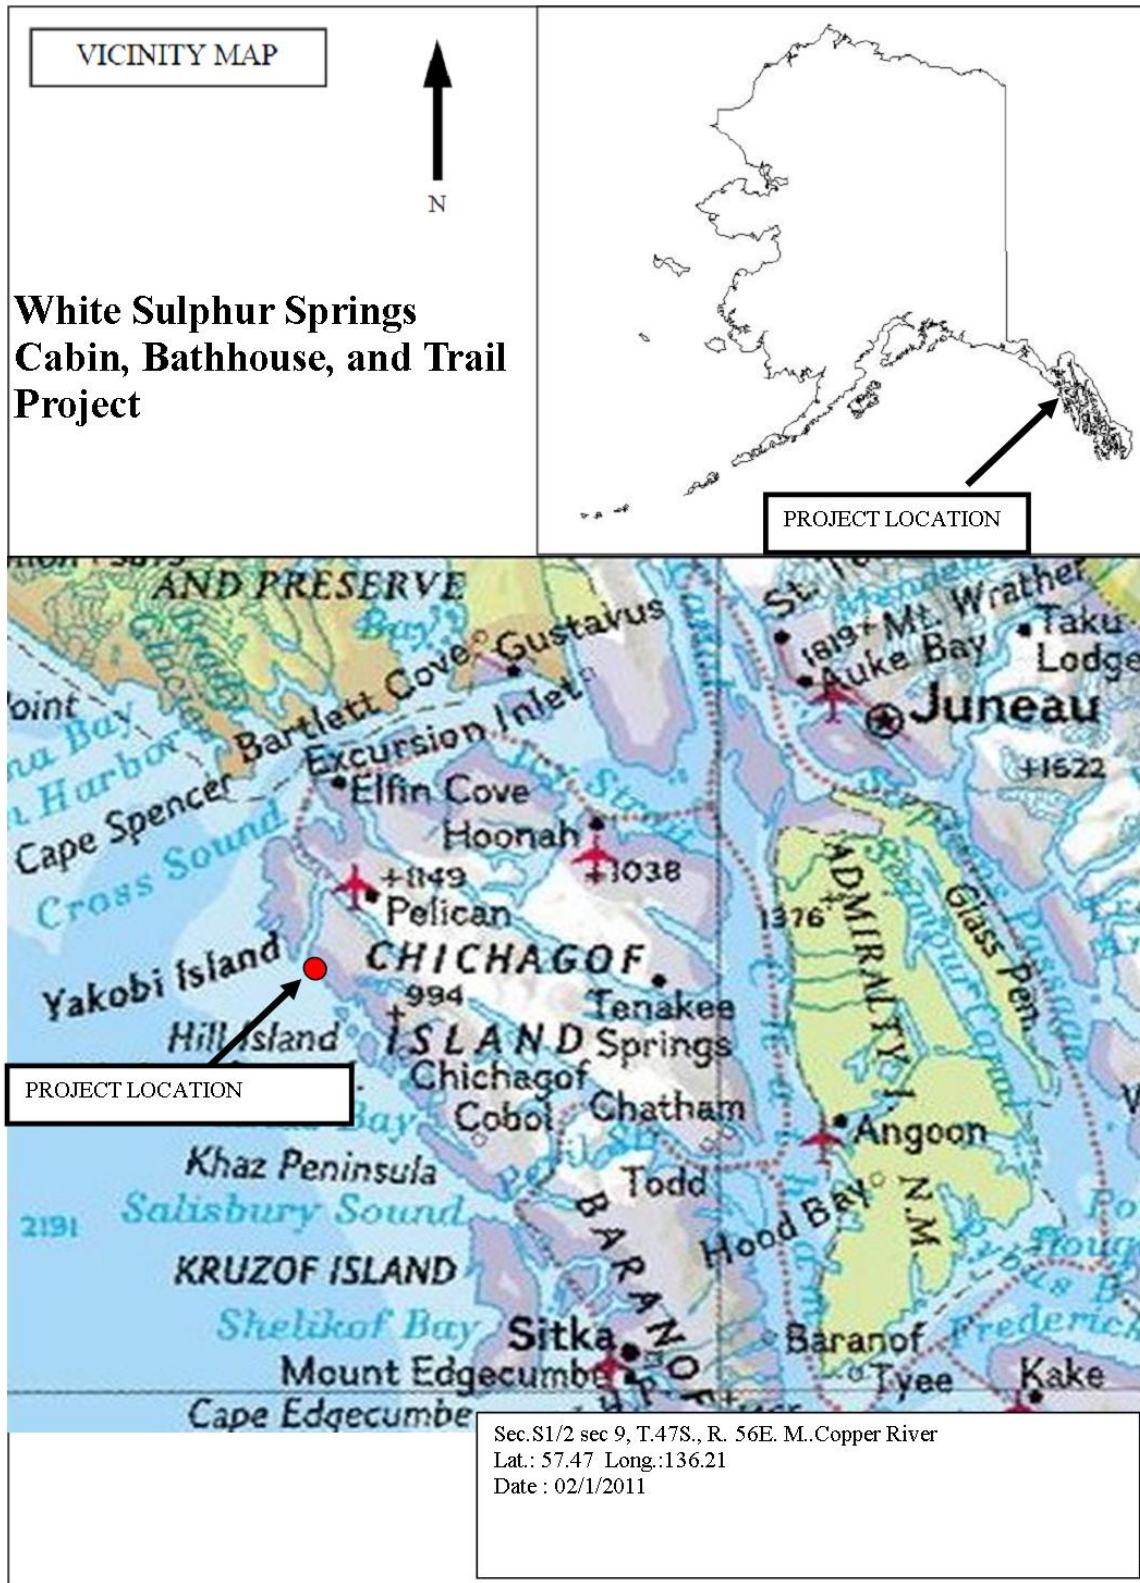 VICINITY MAP
N
White Sulphur Springs
Cabin, Bathhouse, and Trail
Project
PROJECT LOCATION
AND PRESERVE
Gustavus
Bartlett Cove
Excursion Inlet
Elfin Cove
Cape Spencer
Cross Sound
Hoonah
1038
Mt. Wrather
1819
Auke Bay
Taku
Lodge
Juneau
+1622
+1149
Pelican
Yakobi Island
CHICHAGOF
ISLAND
994
Tenakee
Springs
1376
ADMIRALTY I.
N.M.
Seymour Canal
Glass Pen.
Hill Island
PROJECT LOCATION
Chichagof
Cobol
Chatham
Todd
Angoon
Hood Bay
Khaz Peninsula
Salisbury Sound
2191
KRUZOF ISLAND
BARANOF
Shelikof Bay
Sitka
Mount Edgecumbe
Cape Edgecumbe
Baranof
Tyee
Kake
Frederick
Sec.S1/2 sec 9, T.47S., R. 56E. M..Copper River
Lat.: 57.47 Long.:136.21
Date : 02/1/2011